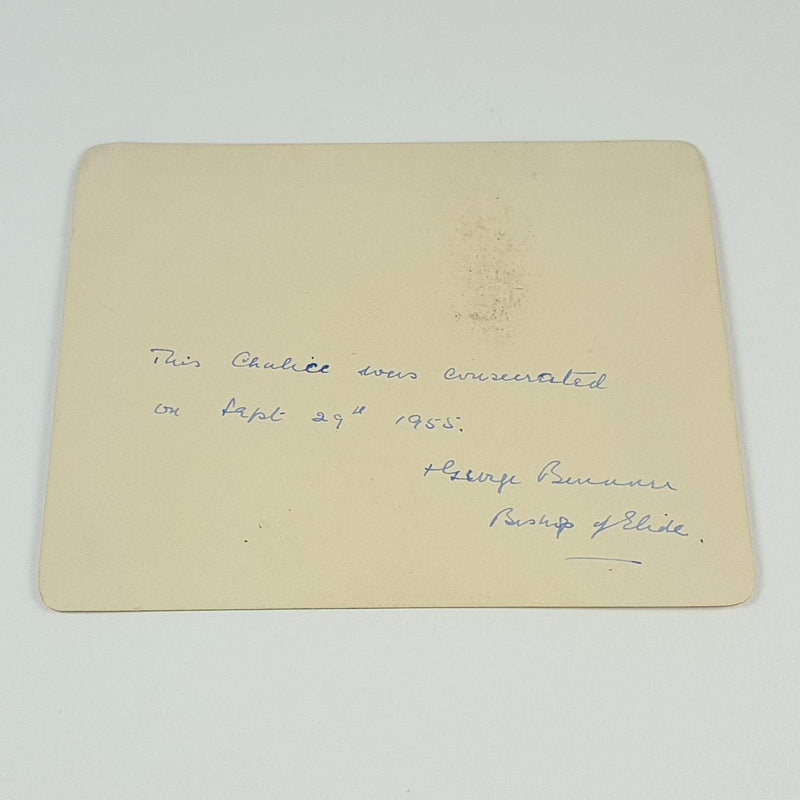 This Chalice was consecrated
on Sept 29th 1955.
+ George Brunner
Bishop of Elide.